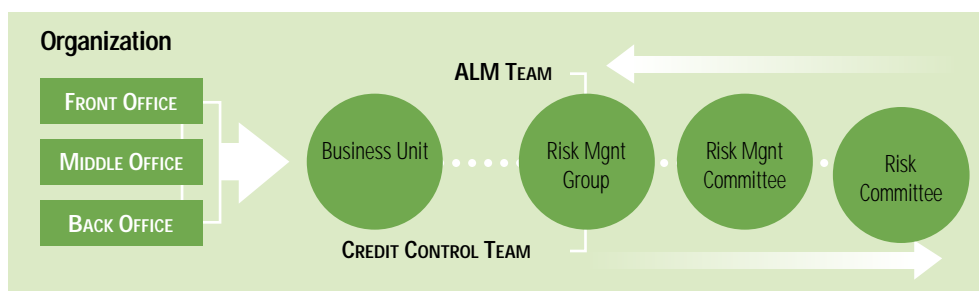 Organization
FRONT OFFICE
MIDDLE OFFICE
BACK OFFICE
ALM TEAM
Business Unit
Risk Mgnt
Group
Risk Mgnt
Committee
Risk
Committee
CREDIT CONTROL TEAM